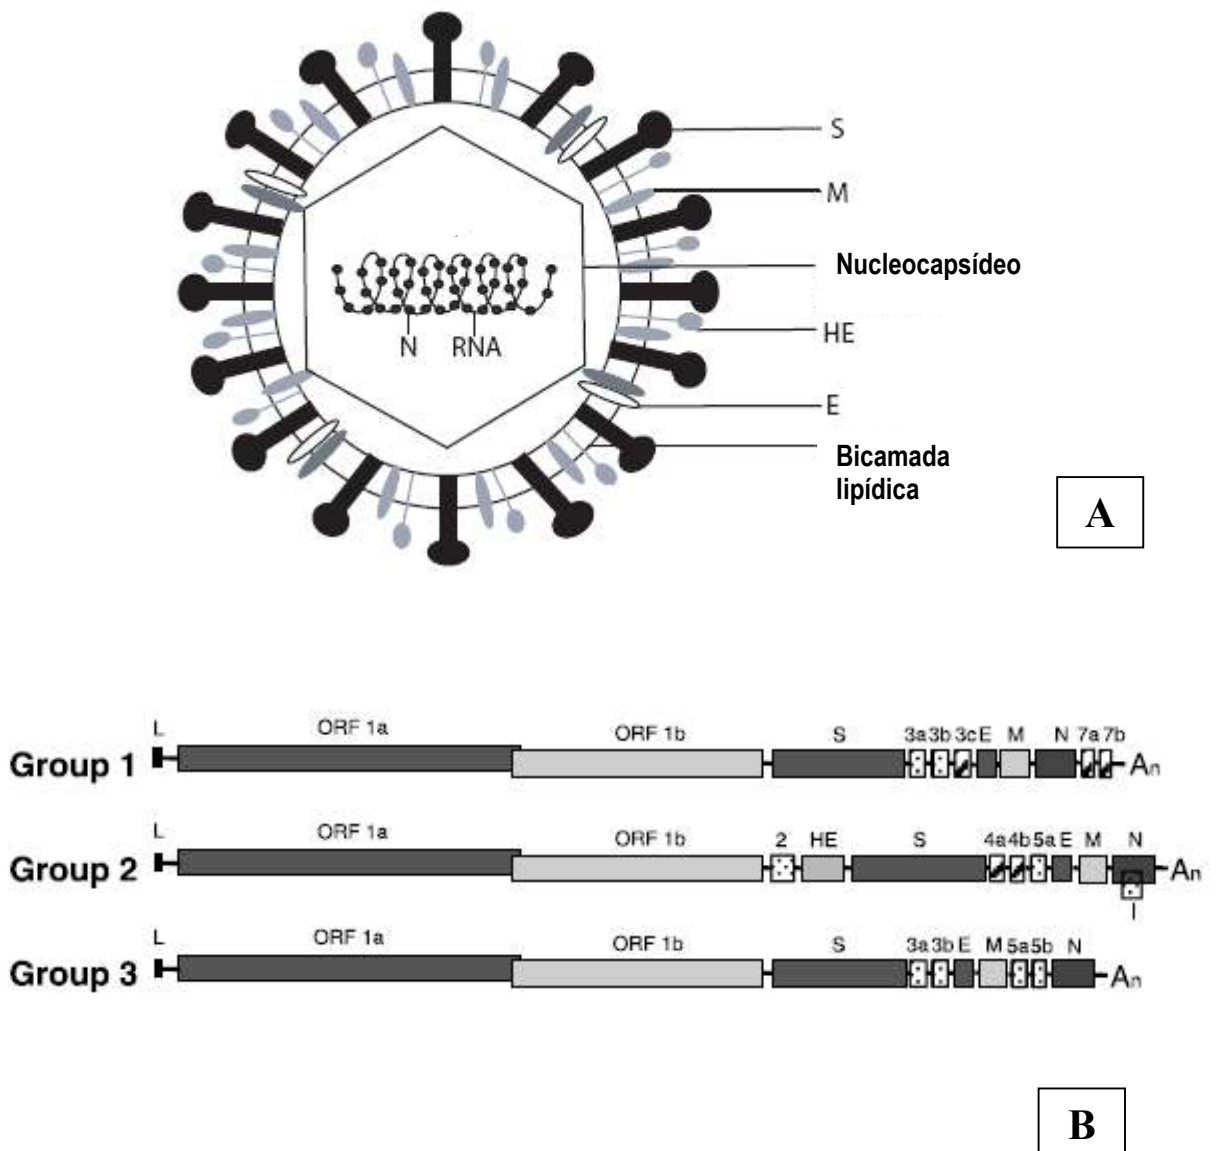 S
M
Nucleocapsídeo
N RNA
HE
E
Bicamada
lipídica
A
L ORF 1a ORF 1b S 3a 3b 3c E M N 7a 7b
Group 1 An
L ORF 1a ORF 1b 2 HE S 4a 4b 5a E M N
Group 2 An
I
L ORF 1a ORF 1b S 3a 3b E M 5a 5b N
Group 3 An
B